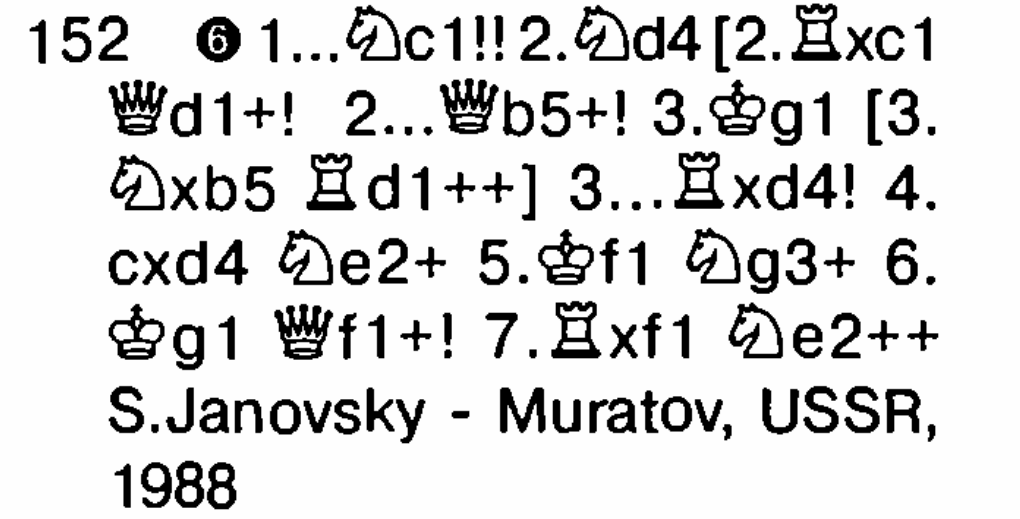 152 ❻ 1...♘c1!! 2.♘d4 [2.♖xc1
♕d1+! 2...♕b5+! 3.♔g1 [3.
♘xb5 ♖d1++] 3...♖xd4! 4.
cxd4 ♘e2+ 5.♔f1 ♘g3+ 6.
♔g1 ♕f1+! 7.♖xf1 ♘e2++
S.Janovsky - Muratov, USSR,
1988